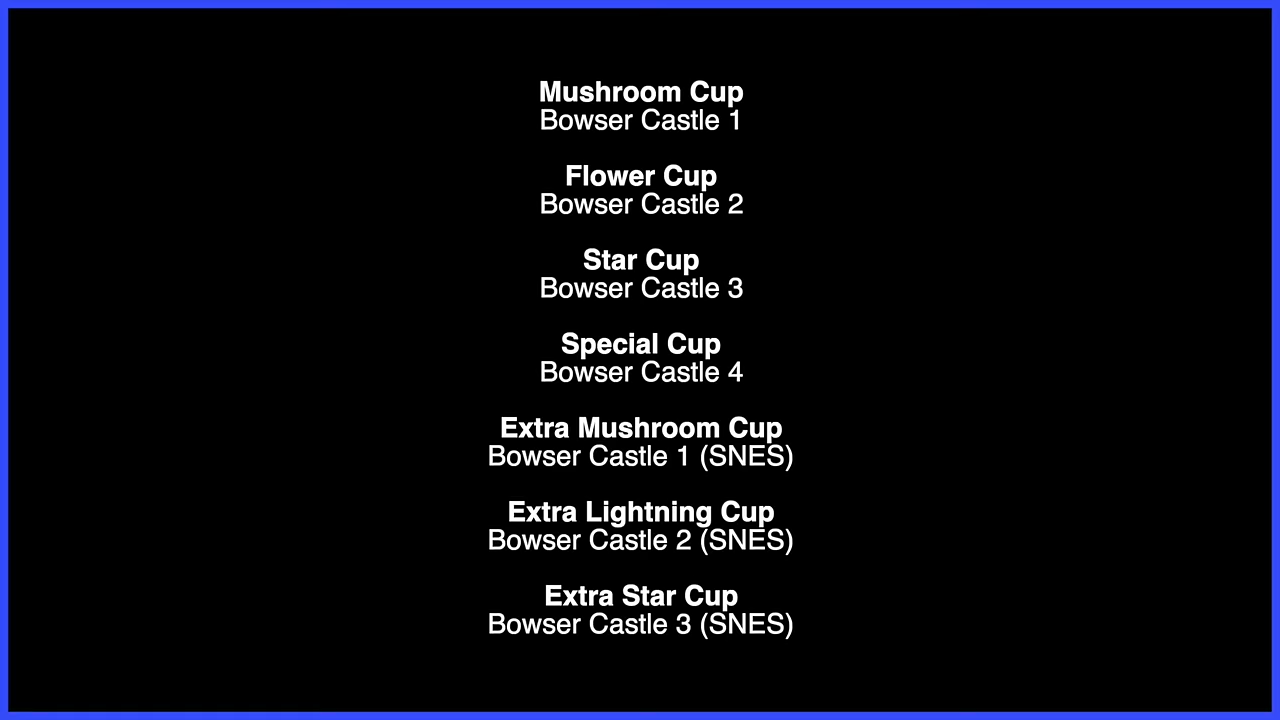 Mushroom Cup
Bowser Castle 1
Flower Cup
Bowser Castle 2
Star Cup
Bowser Castle 3
Special Cup
Bowser Castle 4
Extra Mushroom Cup
Bowser Castle 1 (SNES)
Extra Lightning Cup
Bowser Castle 2 (SNES)
Extra Star Cup
Bowser Castle 3 (SNES)